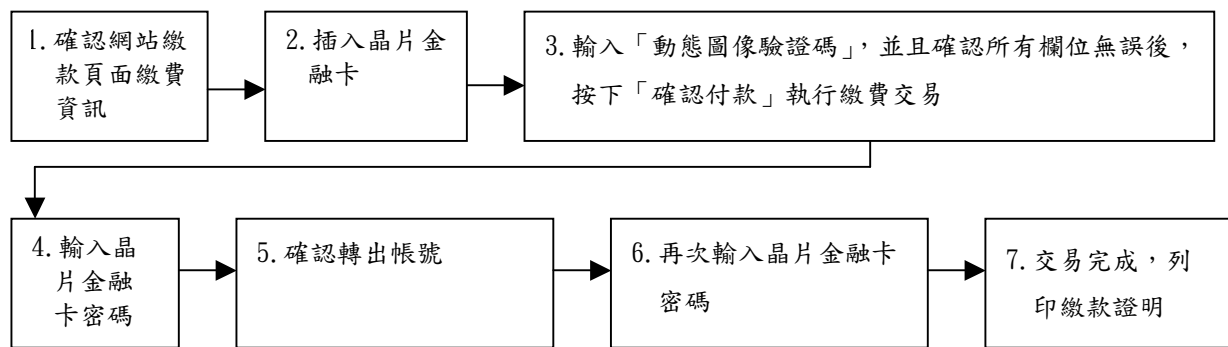 1.確認網站繳
款頁面繳費
資訊
2.插入晶片金
融卡
3.輸入「動態圖像驗證碼」，並且確認所有欄位無誤後，
按下「確認付款」執行繳費交易
4.輸入晶
片金融
卡密碼
5.確認轉出帳號
6.再次輸入晶片金融卡
密碼
7.交易完成，列
印繳款證明